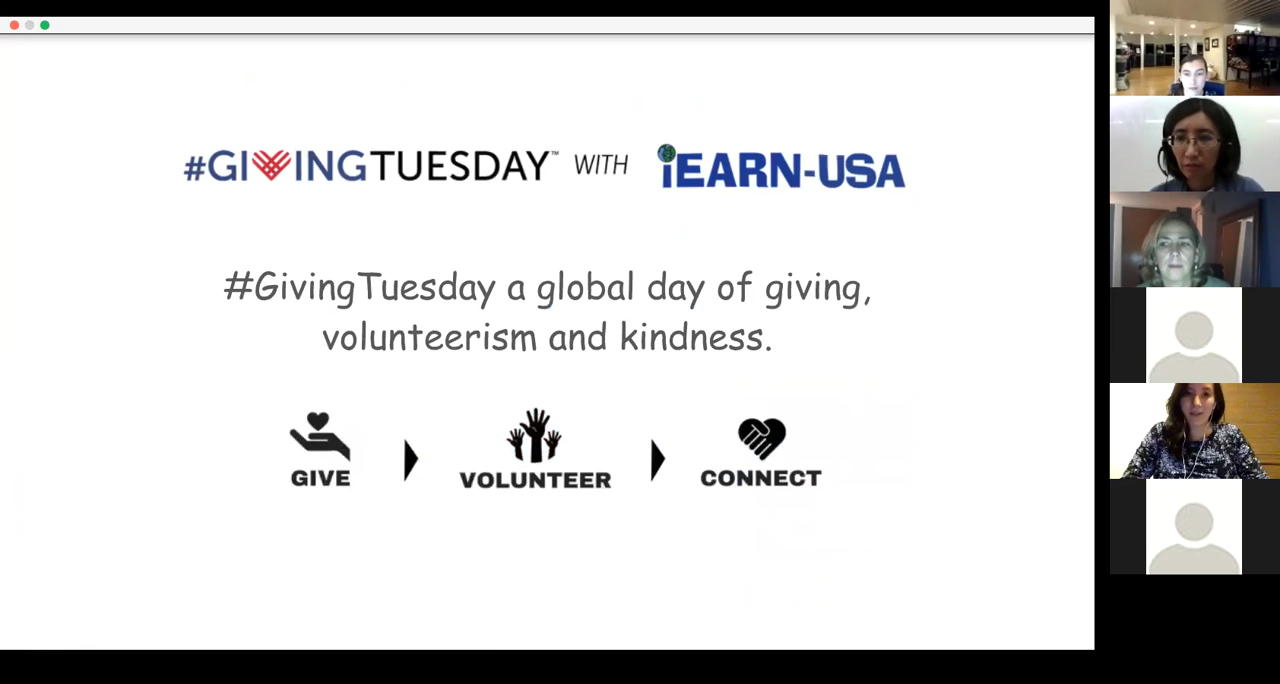 #GIVINGTUESDAY™ WITH iEARN-USA
#GivingTuesday a global day of giving,
volunteerism and kindness.
GIVE VOLUNTEER CONNECT